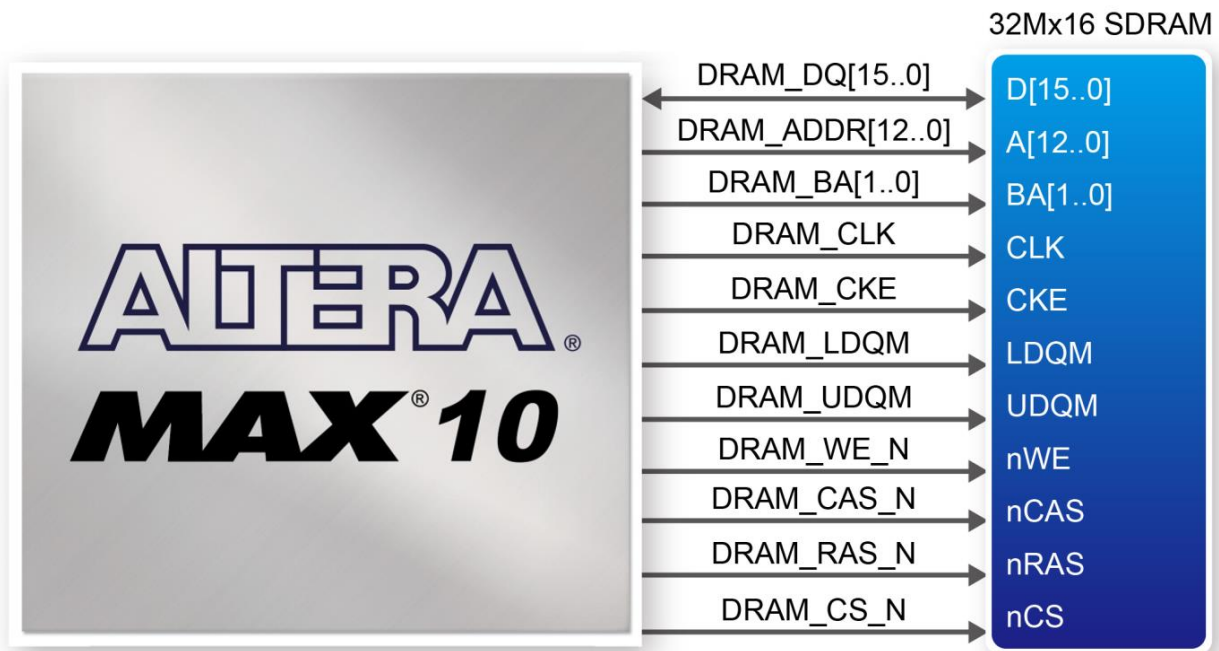 32Mx16 SDRAM
DRAM_DQ[15..0]
D[15..0]
DRAM_ADDR[12..0]
A[12..0]
DRAM_BA[1..0]
BA[1..0]
DRAM_CLK
CLK
DRAM_CKE
CKE
DRAM_LDQM
LDQM
DRAM_UDQM
UDQM
DRAM_WE_N
nWE
DRAM_CAS_N
nCAS
DRAM_RAS_N
nRAS
DRAM_CS_N
nCS
ALTERA®
MAX® 10